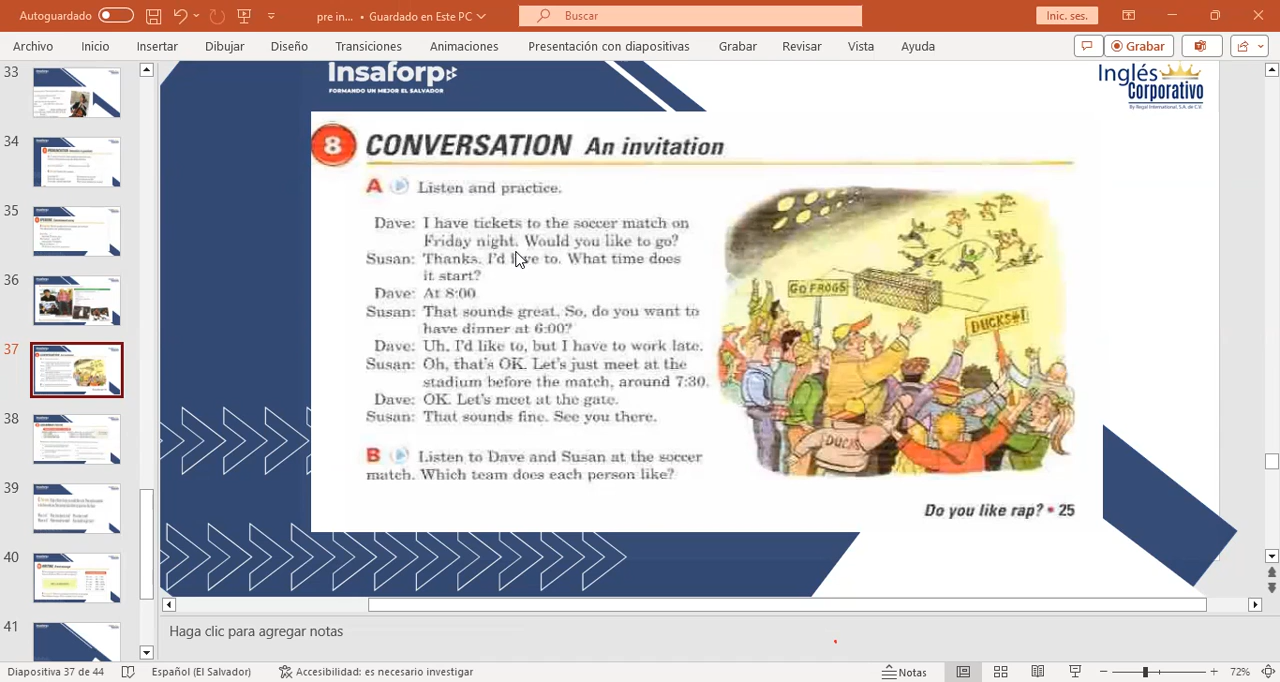 Autoguardado
pre in... • Guardado en Este PC
Buscar
Inic. ses.
Archivo Inicio Insertar Dibujar Diseño Transiciones Animaciones Presentación con diapositivas Grabar Revisar Vista Ayuda
Grabar
33
34
35
36
37
38
39
40
41
Insaforp
FORMANDO UN MEJOR EL SALVADOR
Inglés
Corporativo
By Regal International, S.A. de C.V.
8 CONVERSATION An invitation
A Listen and practice.
Dave: I have tickets to the soccer match on
Friday night. Would you like to go?
Susan: Thanks. I'd love to. What time does
it start?
Dave: At 8:00.
Susan: That sounds great. So, do you want to
have dinner at 6:00?
Dave: Uh, I'd like to, but I have to work late.
Susan: Oh, that's OK. Let's just meet at the
stadium before the match, around 7:30.
Dave: OK. Let's meet at the gate.
Susan: That sounds fine. See you there.
B Listen to Dave and Susan at the soccer
match. Which team does each person like?
GO FROGS
DUCKS#1
DUCKS
Do you like rap? • 25
Haga clic para agregar notas
Diapositiva 37 de 44
Español (El Salvador)
Accesibilidad: es necesario investigar
Notas
72%